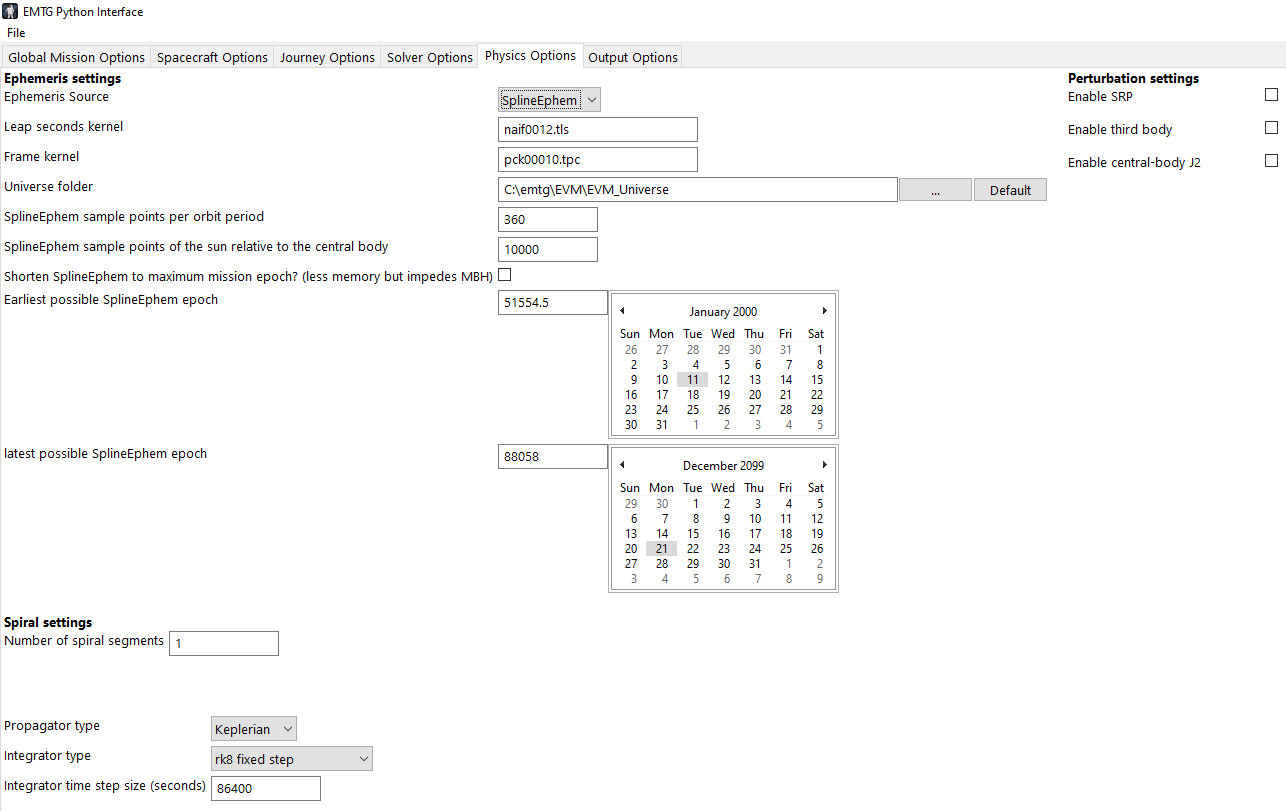 EMTG Python Interface
File
Global Mission Options Spacecraft Options Journey Options Solver Options Physics Options Output Options
Ephemeris settings
Ephemeris Source SplineEphem
Leap seconds kernel naif0012.tls
Frame kernel pck00010.tpc
Universe folder C:\emtg\EVM\EVM_Universe ... Default
SplineEphem sample points per orbit period 360
SplineEphem sample points of the sun relative to the central body 10000
Shorten SplineEphem to maximum mission epoch? (less memory but impedes MBH)
Earliest possible SplineEphem epoch 51554.5
January 2000
Sun Mon Tue Wed Thu Fri Sat
26 27 28 29 30 31 1
2 3 4 5 6 7 8
9 10 11 12 13 14 15
16 17 18 19 20 21 22
23 24 25 26 27 28 29
30 31 1 2 3 4 5
latest possible SplineEphem epoch 88058
December 2099
Sun Mon Tue Wed Thu Fri Sat
29 30 1 2 3 4 5
6 7 8 9 10 11 12
13 14 15 16 17 18 19
20 21 22 23 24 25 26
27 28 29 30 31 1 2
3 4 5 6 7 8 9
Spiral settings
Number of spiral segments 1
Propagator type Keplerian
Integrator type rk8 fixed step
Integrator time step size (seconds) 86400
Perturbation settings
Enable SRP
Enable third body
Enable central-body J2